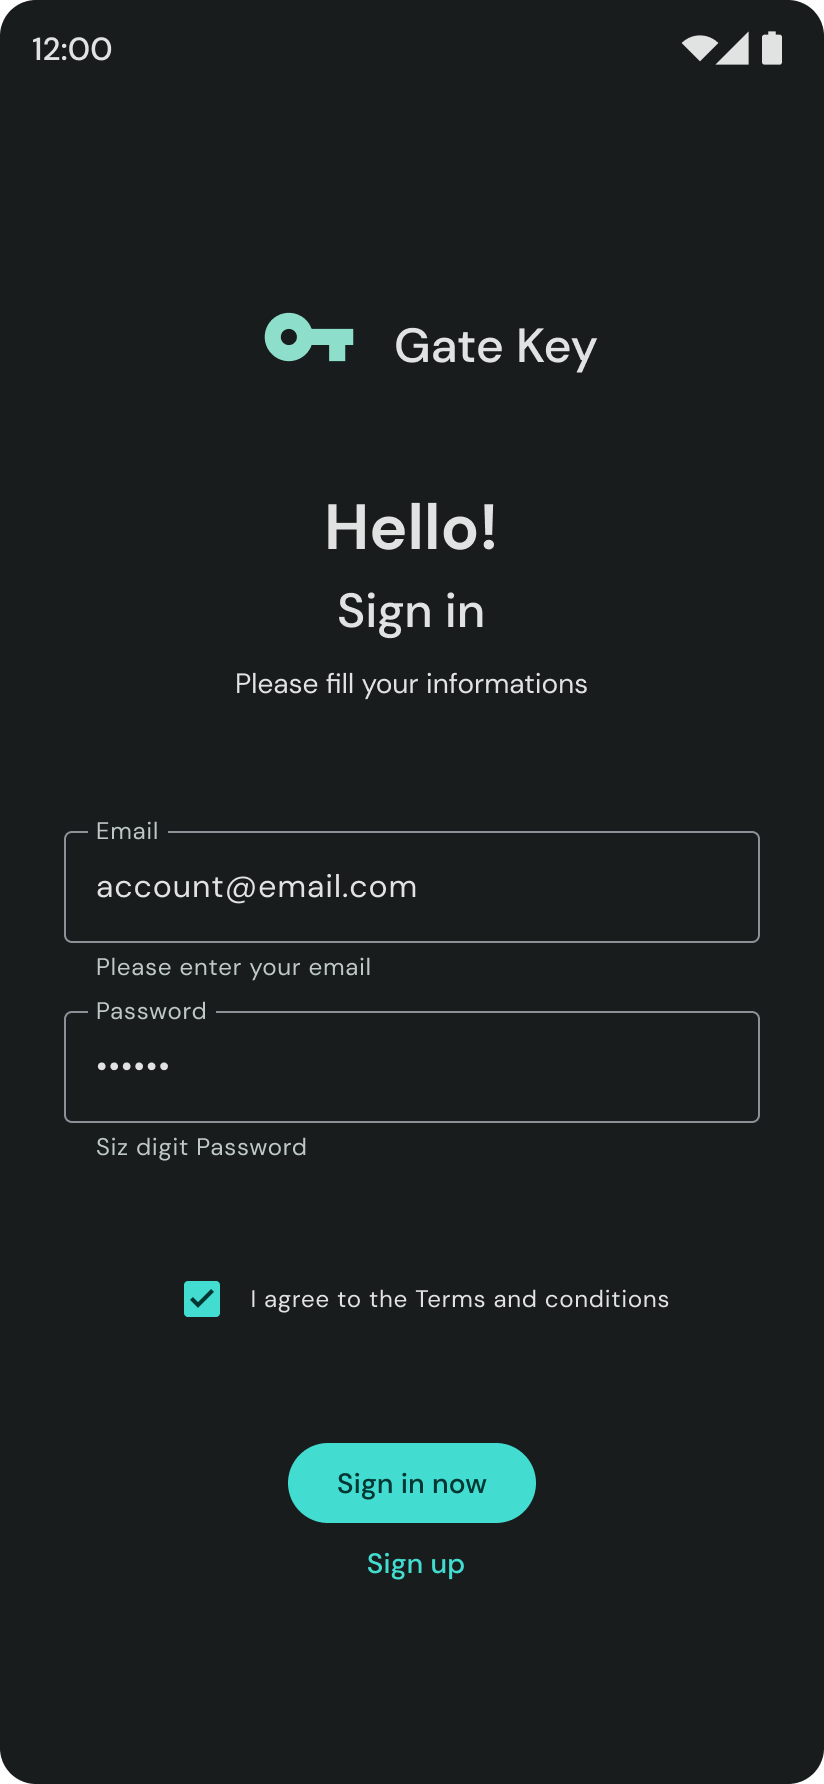 12:00
Gate Key
Hello!
Sign in
Please fill your informations
Email
account@email.com
Please enter your email
Password
••••••
Siz digit Password
I agree to the Terms and conditions
Sign in now
Sign up